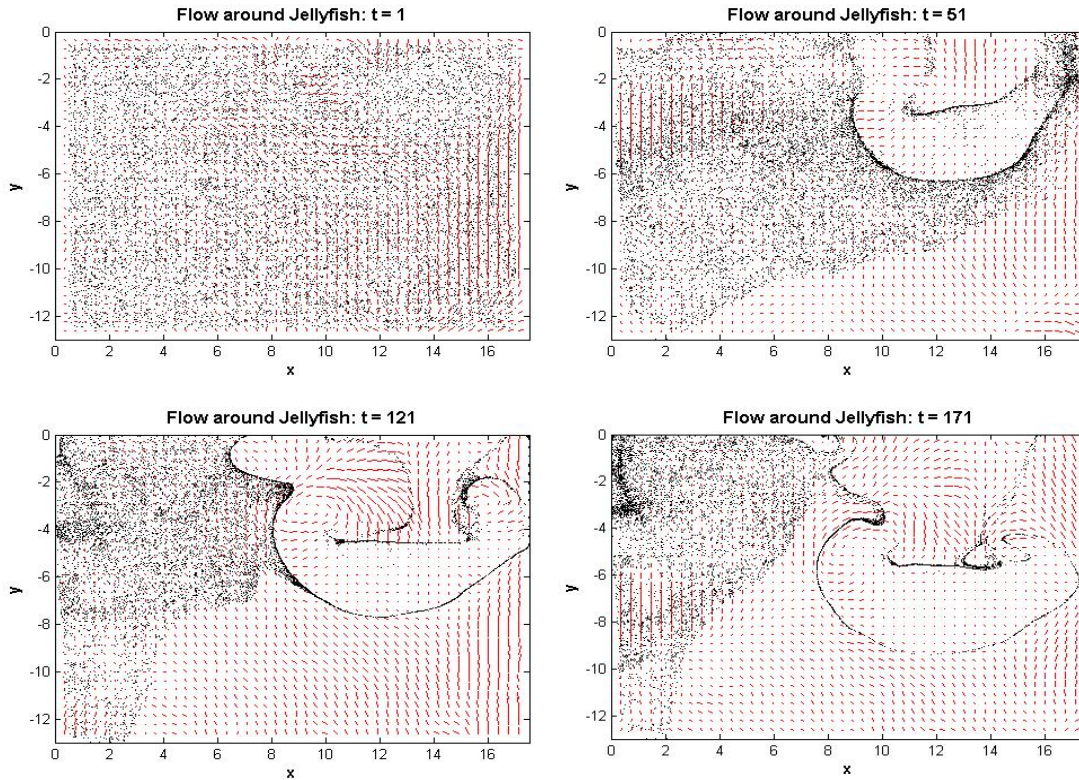 Flow around Jellyfish: t = 1
0
-2
-4
-6
-8
-10
-12
y
0 2 4 6 8 10 12 14 16
x
Flow around Jellyfish: t = 51
0
-2
-4
-6
-8
-10
-12
y
0 2 4 6 8 10 12 14 16
x
Flow around Jellyfish: t = 121
0
-2
-4
-6
-8
-10
-12
y
0 2 4 6 8 10 12 14 16
x
Flow around Jellyfish: t = 171
0
-2
-4
-6
-8
-10
-12
y
0 2 4 6 8 10 12 14 16
x